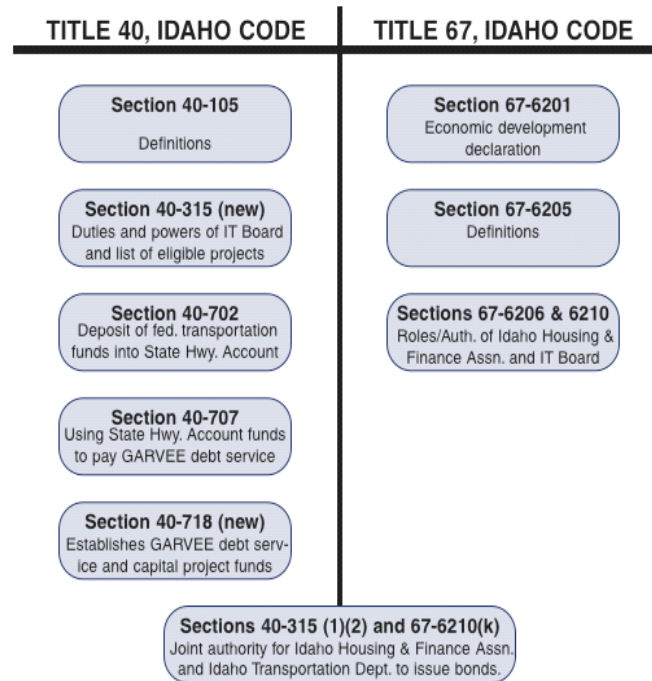 TITLE 40, IDAHO CODE
Section 40-105
Definitions
Section 40-315 (new)
Duties and powers of IT Board
and list of eligible projects
Section 40-702
Deposit of fed. transportation
funds into State Hwy. Account
Section 40-707
Using State Hwy. Account funds
to pay GARVEE debt service
Section 40-718 (new)
Establishes GARVEE debt serv-
ice and capital project funds
TITLE 67, IDAHO CODE
Section 67-6201
Economic development
declaration
Section 67-6205
Definitions
Sections 67-6206 & 6210
Roles/Auth. of Idaho Housing &
Finance Assn. and IT Board
Sections 40-315 (1)(2) and 67-6210(k)
Joint authority for Idaho Housing & Finance Assn.
and Idaho Transportation Dept. to issue bonds.